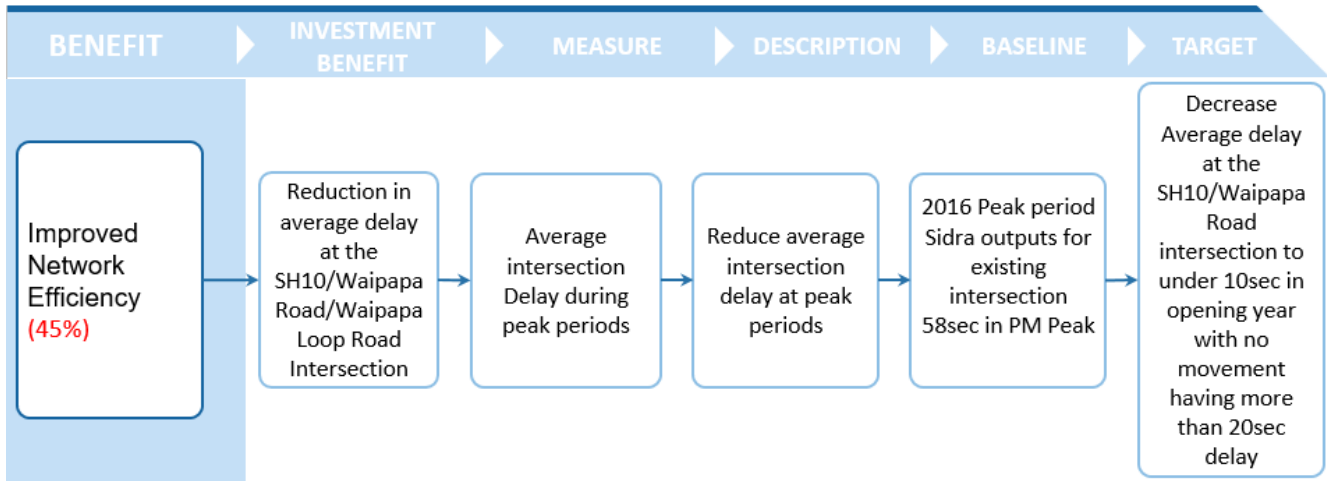 BENEFIT
INVESTMENT
BENEFIT
MEASURE
DESCRIPTION
BASELINE
TARGET
Improved
Network
Efficiency
(45%)
Reduction in
average delay
at the
SH10/Waipapa
Road/Waipapa
Loop Road
Intersection
Average
intersection
Delay during
peak periods
Reduce average
intersection
delay at peak
periods
2016 Peak period
Sidra outputs for
existing
intersection
58sec in PM Peak
Decrease
Average delay
at the
SH10/Waipapa
Road
intersection to
under 10sec in
opening year
with no
movement
having more
than 20sec
delay